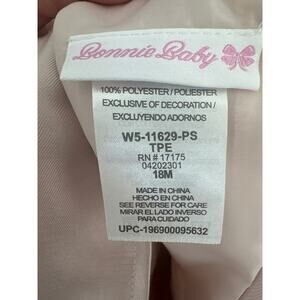 Bonnie Baby
100% POLYESTER/POLIESTER
EXCLUSIVE OF DECORATION/
EXCLUYENDO ADORNOS
W5-11629-PS
TPE
RN # 17175
04202301
18M
MADE IN CHINA
HECHO EN CHINA
SEE REVERSE FOR CARE
MIRAR EL LADO INVERSO
PARA CUIDADO
UPC-196900095632